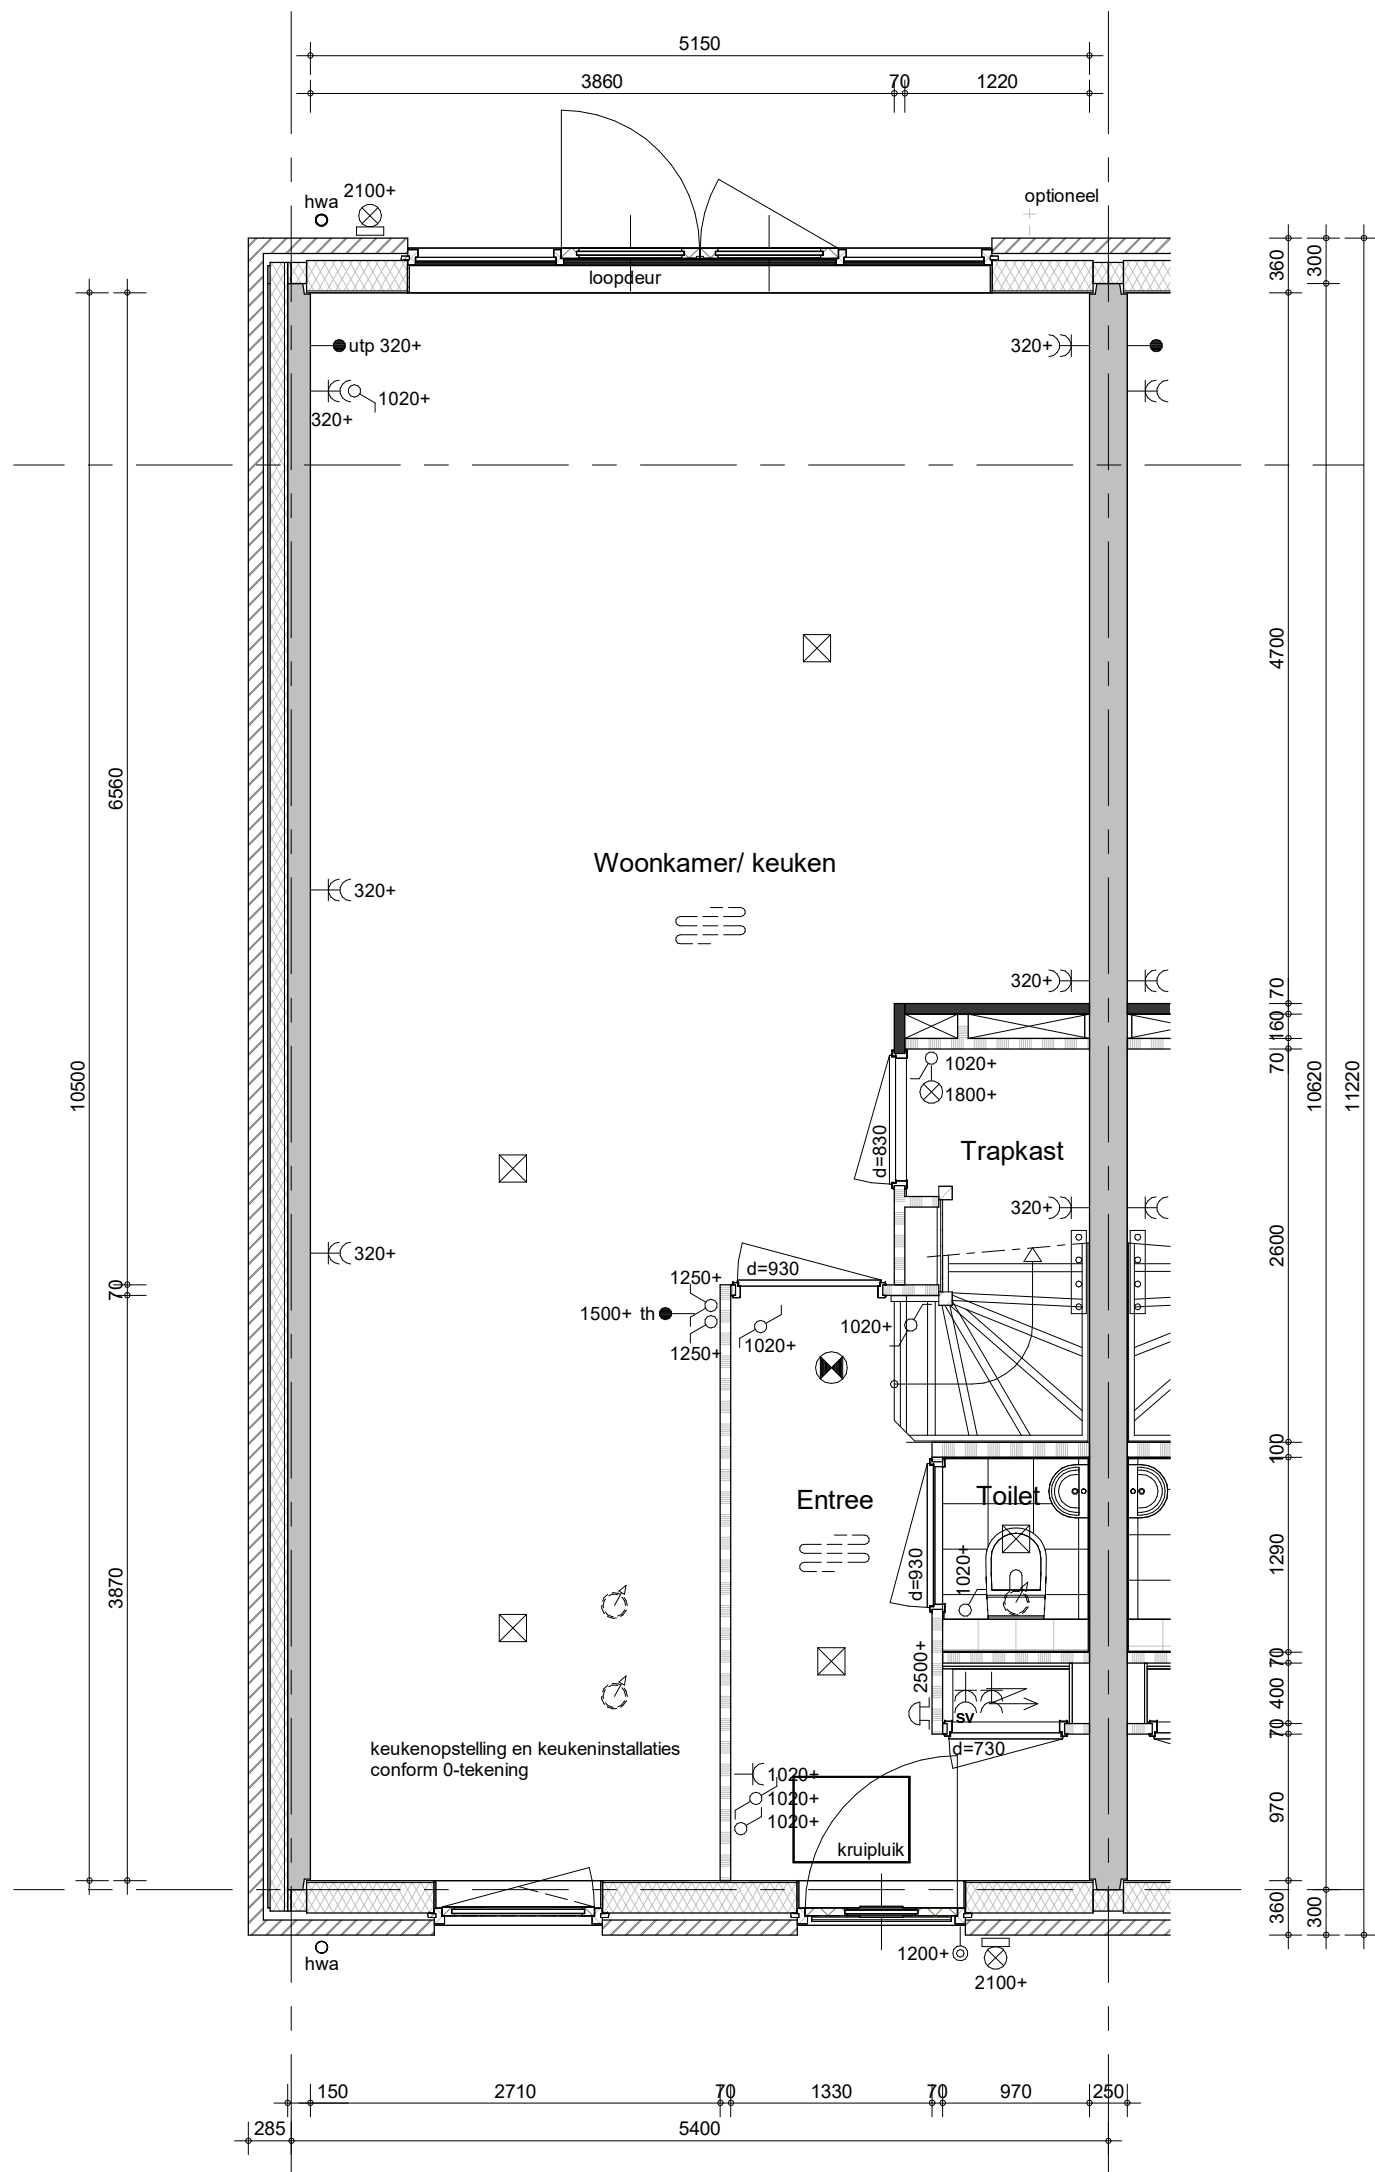 5150
3860 70 1220
hwa 2100+
optioneel
loopdeur
360 300
utp 320+
320+
1020+
320+
4700
6560
Woonkamer/ keuken
320+
320+
70
160
70
1020+
1800+
10500
10620
11220
d=830
Trapkast
320+
320+
2600
d=930
1250+
70
1500+ th
1250+
1020+
1020+
100
Entree
Toilet
1290
d=930
1020+
3870
2500+
70
400
sv
70
d=730
keukenopstelling en keukeninstallaties
conform 0-tekening
1020+
1020+
1020+
970
kruipluik
360 300
hwa
1200+
2100+
150 2710 70 1330 70 970 250
285 5400